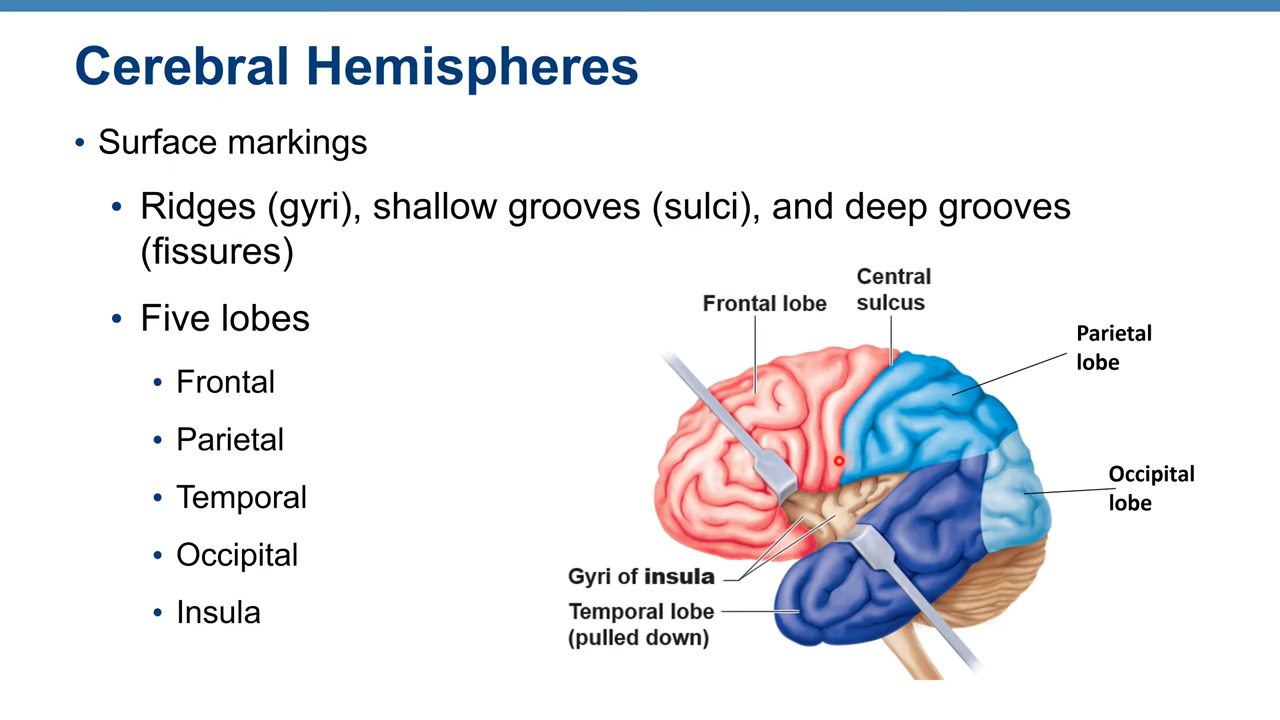 Cerebral Hemispheres
• Surface markings
• Ridges (gyri), shallow grooves (sulci), and deep grooves
(fissures)
• Five lobes
• Frontal
• Parietal
• Temporal
• Occipital
• Insula
Frontal lobe
Central
sulcus
Parietal
lobe
Occipital
lobe
Gyri of insula
Temporal lobe
(pulled down)